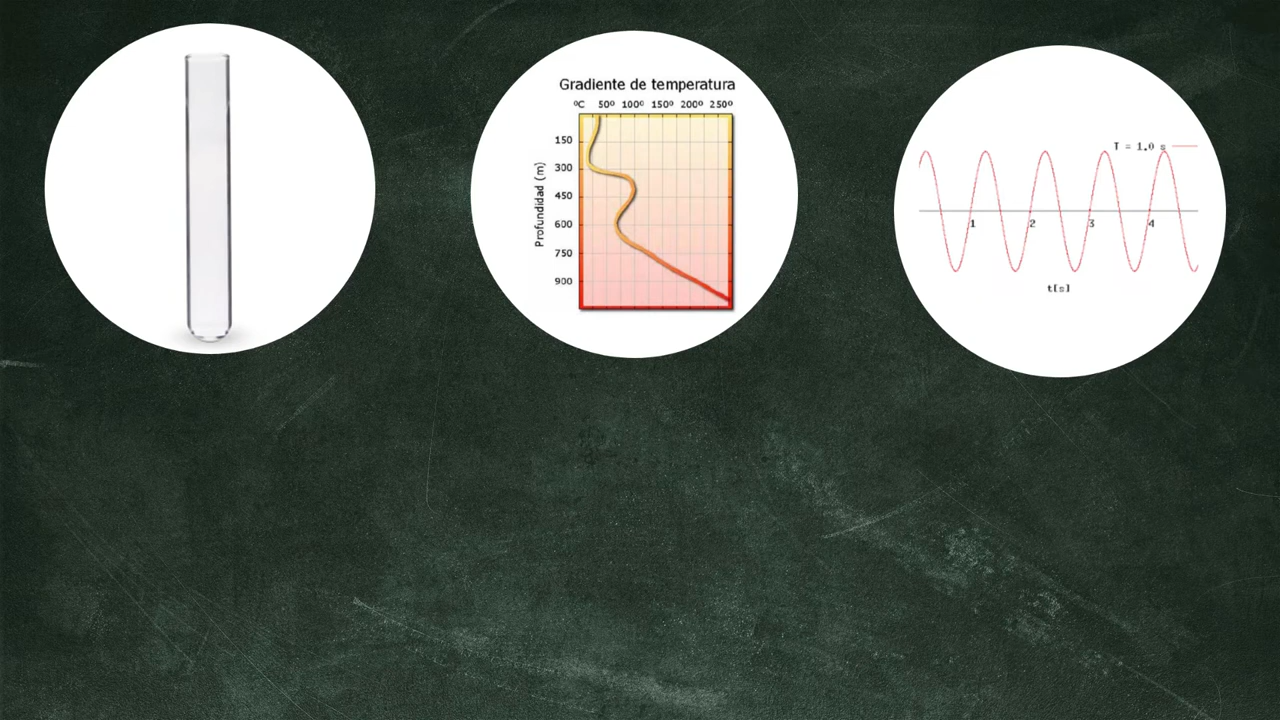 Gradiente de temperatura
ºC 50º 100º 150º 200º 250º
150
300
450
600
750
900
Profundidad (m)
T = 1.0 s
1 2 3 4
t[s]